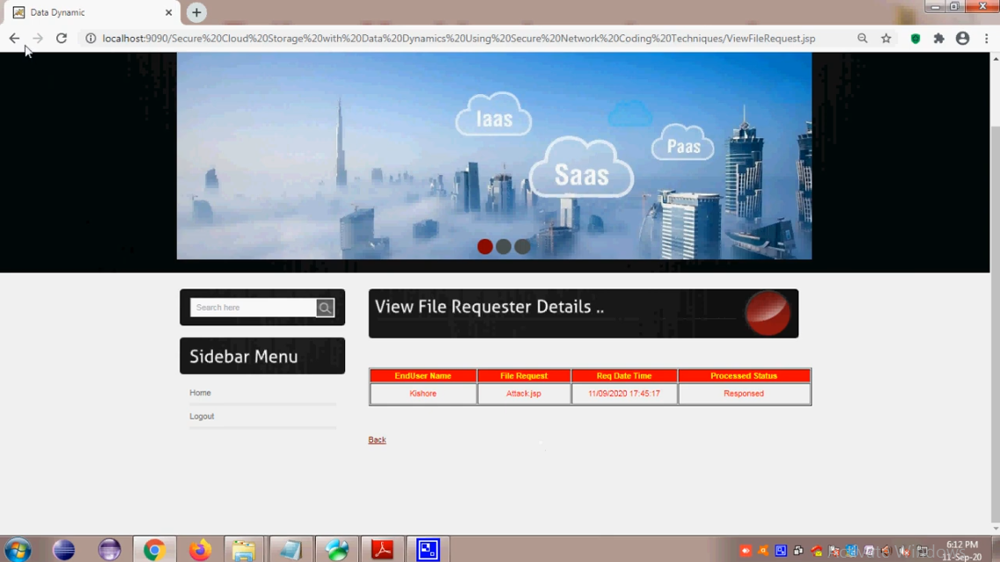 Data Dynamic
localhost:9090/Secure%20Cloud%20Storage%20with%20Data%20Dynamics%20Using%20Secure%20Network%20Coding%20Techniques/ViewFileRequest.jsp
Iaas
Paas
Saas
Search here
View File Requester Details ..
Sidebar Menu
Home
Logout
EndUser Name File Request Req Date Time Processed Status
Kishore Attack.jsp 11/09/2020 17:45:17 Responsed
Back
Activate Windows
6:12 PM
11-Sep-20